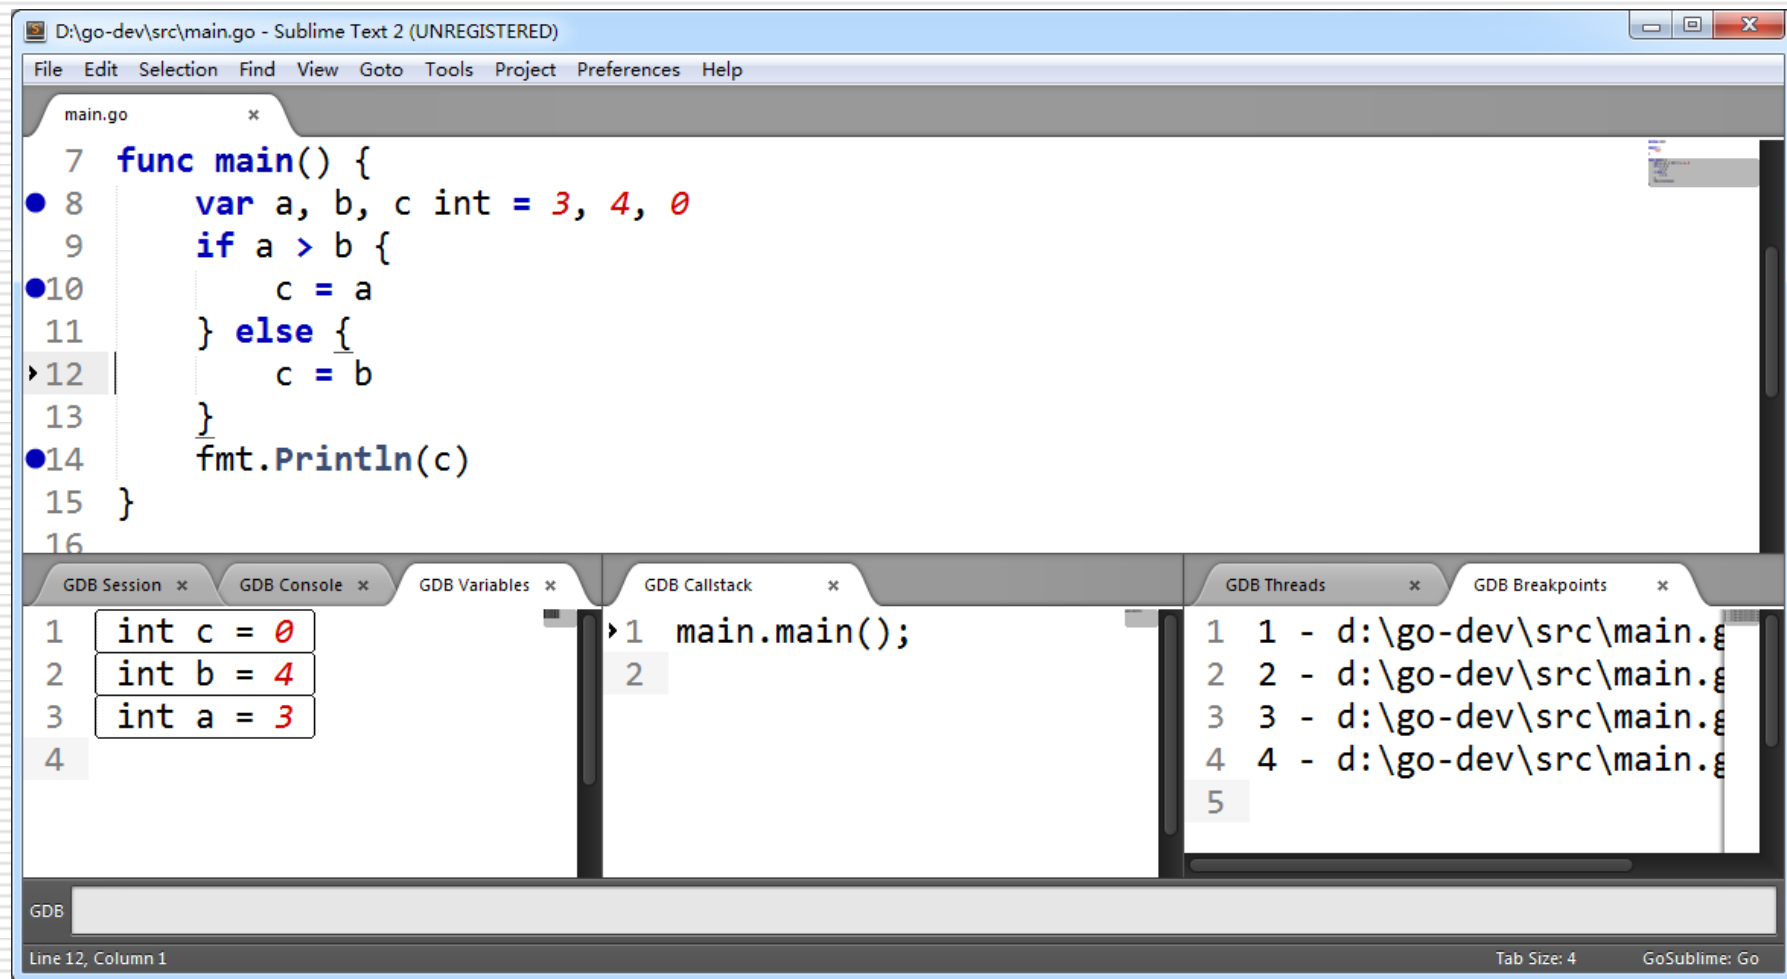 D:\go-dev\src\main.go - Sublime Text 2 (UNREGISTERED)
File Edit Selection Find View Goto Tools Project Preferences Help
main.go
7 func main() {
8 var a, b, c int = 3, 4, 0
9 if a > b {
10 c = a
11 } else {
12 c = b
13 }
14 fmt.Println(c)
15 }
16
GDB Session GDB Console GDB Variables
1 int c = 0
2 int b = 4
3 int a = 3
4
GDB Callstack
1 main.main();
2
GDB Threads GDB Breakpoints
1 1 - d:\go-dev\src\main.g
2 2 - d:\go-dev\src\main.g
3 3 - d:\go-dev\src\main.g
4 4 - d:\go-dev\src\main.g
5
GDB
Line 12, Column 1 Tab Size: 4 GoSublime: Go